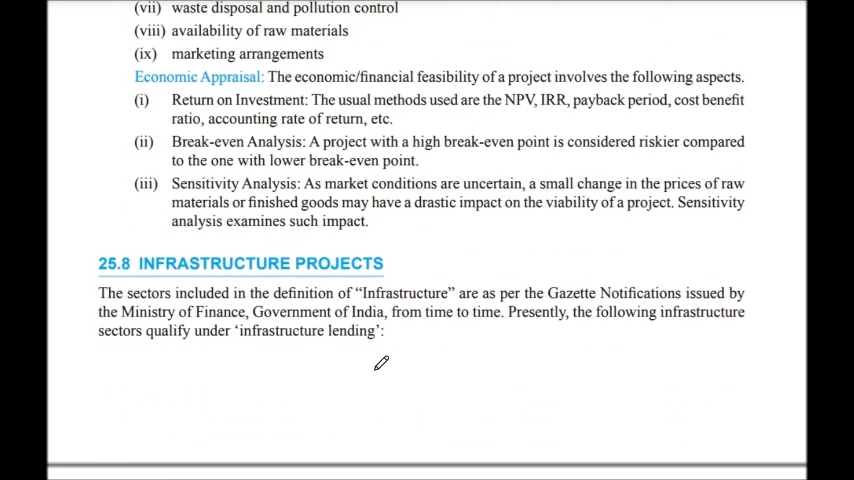 (vii) waste disposal and pollution control
(viii) availability of raw materials
(ix) marketing arrangements
Economic Appraisal: The economic/financial feasibility of a project involves the following aspects.
(i) Return on Investment: The usual methods used are the NPV, IRR, payback period, cost benefit
ratio, accounting rate of return, etc.
(ii) Break-even Analysis: A project with a high break-even point is considered riskier compared
to the one with lower break-even point.
(iii) Sensitivity Analysis: As market conditions are uncertain, a small change in the prices of raw
materials or finished goods may have a drastic impact on the viability of a project. Sensitivity
analysis examines such impact.
25.8 INFRASTRUCTURE PROJECTS
The sectors included in the definition of “Infrastructure” are as per the Gazette Notifications issued by
the Ministry of Finance, Government of India, from time to time. Presently, the following infrastructure
sectors qualify under ‘infrastructure lending’: